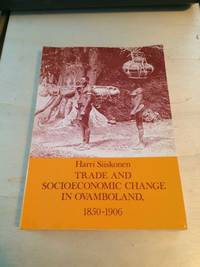 Harri Siiskonen
TRADE AND
SOCIOECONOMIC CHANGE
IN OVAMBOLAND,
1850-1906